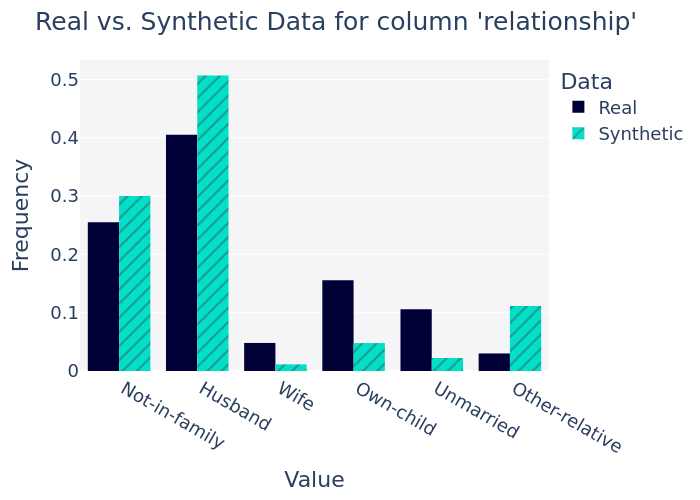 Real vs. Synthetic Data for column 'relationship'
Data
Real
Synthetic
Frequency
0.5
0.4
0.3
0.2
0.1
0
Not-in-family
Husband
Wife
Own-child
Unmarried
Other-relative
Value